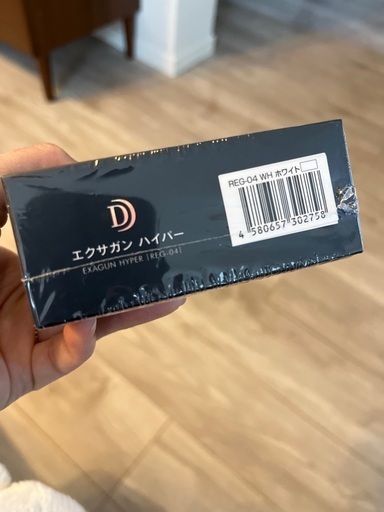 D
エクサガン ハイパー
EXAGUN HYPER [REG-04]
REG-04 WH ホワイト
4 580657 302758